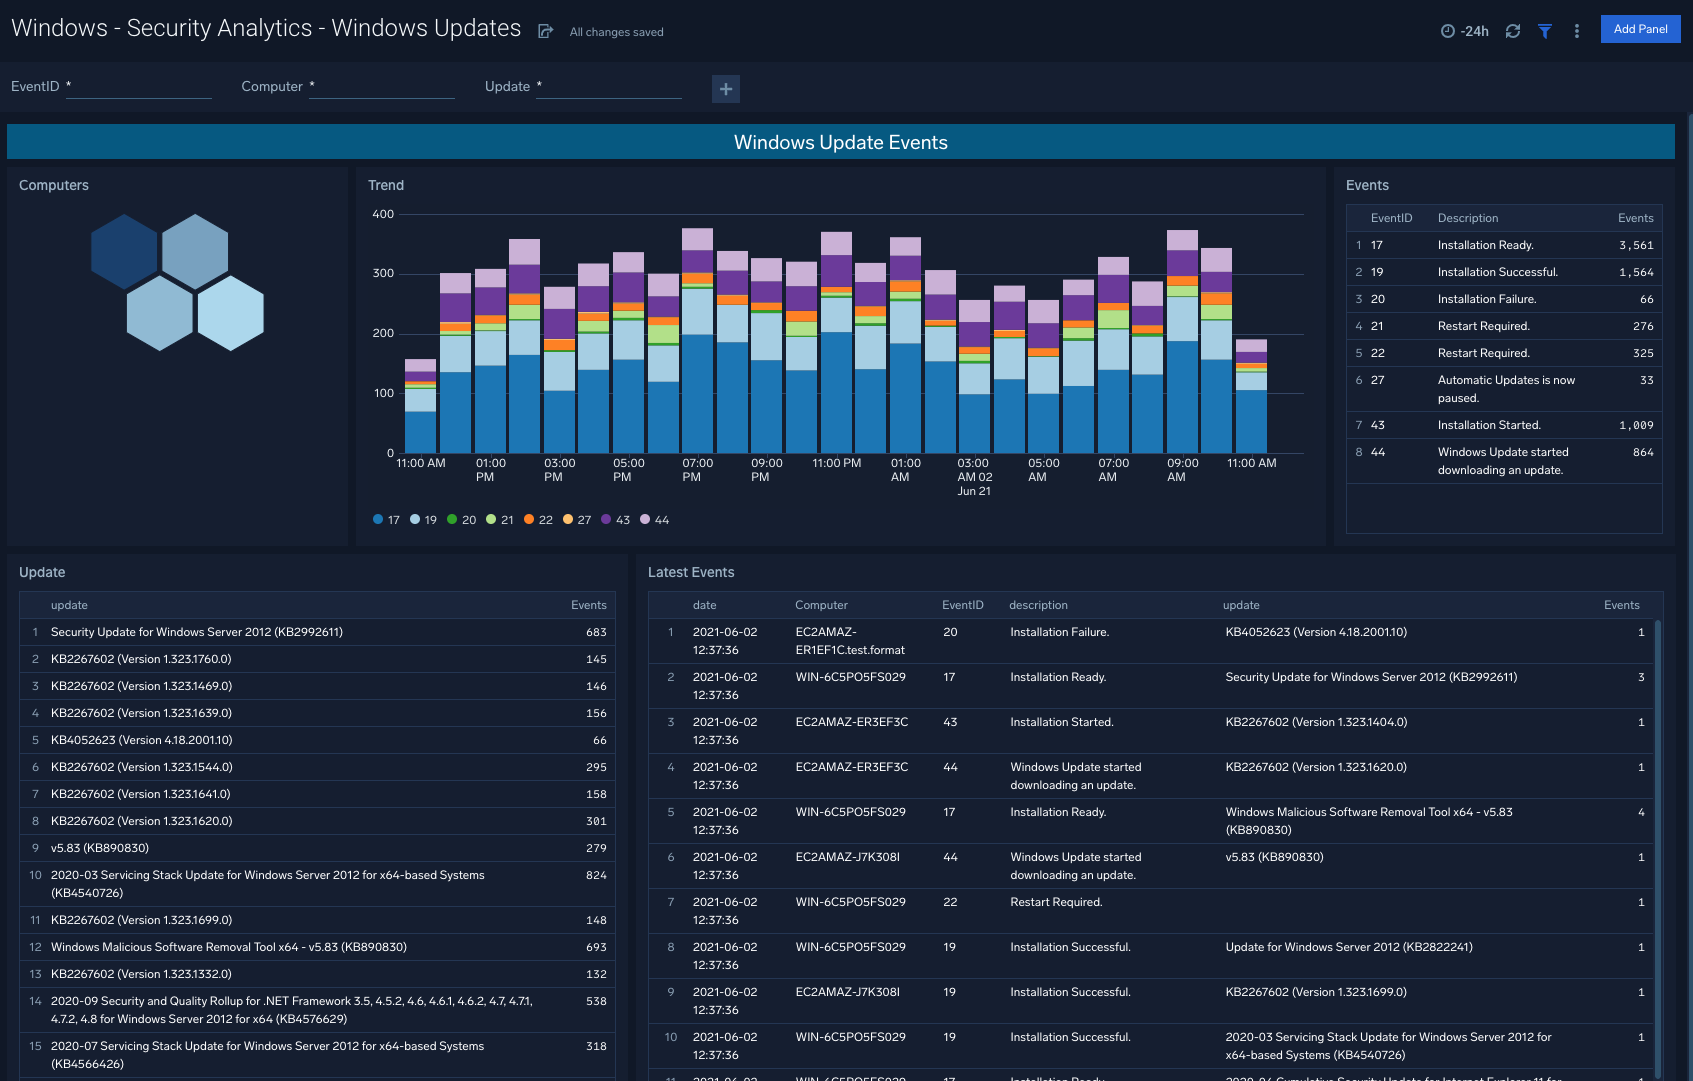 Windows - Security Analytics - Windows Updates
All changes saved
-24h
Add Panel
EventID *
Computer *
Update *
Windows Update Events
Computers
Trend
400
300
200
100
0
11:00 AM
01:00 PM
03:00 PM
05:00 PM
07:00 PM
09:00 PM
11:00 PM
01:00 AM
03:00 AM 02 Jun 21
05:00 AM
07:00 AM
09:00 AM
11:00 AM
17 19 20 21 22 27 43 44
Events
EventID Description Events
1 17 Installation Ready. 3,561
2 19 Installation Successful. 1,564
3 20 Installation Failure. 66
4 21 Restart Required. 276
5 22 Restart Required. 325
6 27 Automatic Updates is now 33
paused.
7 43 Installation Started. 1,009
8 44 Windows Update started 864
downloading an update.
Update
update Events
1 Security Update for Windows Server 2012 (KB2992611) 683
2 KB2267602 (Version 1.323.1760.0) 145
3 KB2267602 (Version 1.323.1469.0) 146
4 KB2267602 (Version 1.323.1639.0) 156
5 KB4052623 (Version 4.18.2001.10) 66
6 KB2267602 (Version 1.323.1544.0) 295
7 KB2267602 (Version 1.323.1641.0) 158
8 KB2267602 (Version 1.323.1620.0) 301
9 v5.83 (KB890830) 279
10 2020-03 Servicing Stack Update for Windows Server 2012 for x64-based Systems 824
(KB4540726)
11 KB2267602 (Version 1.323.1699.0) 148
12 Windows Malicious Software Removal Tool x64 - v5.83 (KB890830) 693
13 KB2267602 (Version 1.323.1332.0) 132
14 2020-09 Security and Quality Rollup for .NET Framework 3.5, 4.5.2, 4.6, 4.6.1, 4.6.2, 4.7, 4.7.1, 538
4.7.2, 4.8 for Windows Server 2012 for x64 (KB4576629)
15 2020-07 Servicing Stack Update for Windows Server 2012 for x64-based Systems 318
(KB4566426)
Latest Events
date Computer EventID description update Events
1 2021-06-02 EC2AMAZ- 20 Installation Failure. KB4052623 (Version 4.18.2001.10) 1
12:37:36 ER1EF1C.test.format
2 2021-06-02 WIN-6C5PO5FS029 17 Installation Ready. Security Update for Windows Server 2012 (KB2992611) 3
12:37:36
3 2021-06-02 EC2AMAZ-ER3EF3C 43 Installation Started. KB2267602 (Version 1.323.1404.0) 1
12:37:36
4 2021-06-02 EC2AMAZ-ER3EF3C 44 Windows Update started KB2267602 (Version 1.323.1620.0) 1
12:37:36 downloading an update.
5 2021-06-02 WIN-6C5PO5FS029 17 Installation Ready. Windows Malicious Software Removal Tool x64 - v5.83 4
12:37:36 (KB890830)
6 2021-06-02 EC2AMAZ-J7K308I 44 Windows Update started v5.83 (KB890830) 1
12:37:36 downloading an update.
7 2021-06-02 WIN-6C5PO5FS029 22 Restart Required. 1
12:37:36
8 2021-06-02 WIN-6C5PO5FS029 19 Installation Successful. Update for Windows Server 2012 (KB2822241) 1
12:37:36
9 2021-06-02 EC2AMAZ-J7K308I 19 Installation Successful. KB2267602 (Version 1.323.1699.0) 1
12:37:36
10 2021-06-02 WIN-6C5PO5FS029 19 Installation Successful. 2020-03 Servicing Stack Update for Windows Server 2012 for 1
12:37:36 x64-based Systems (KB4540726)